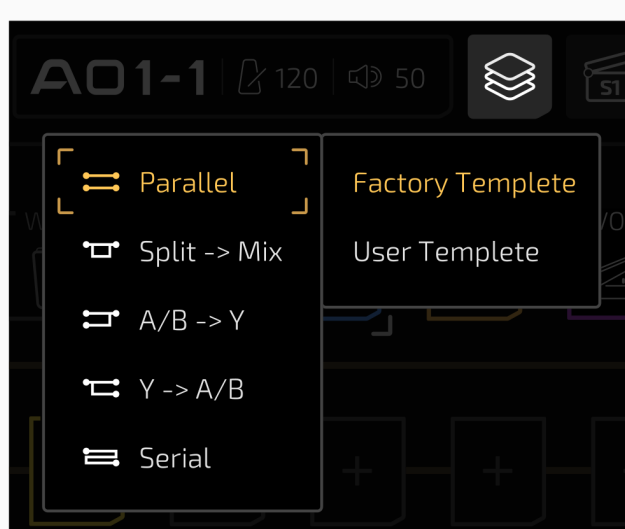 A01-1 120 50
S1
Parallel
Split -> Mix
A/B -> Y
Y -> A/B
Serial
Factory Templete
User Templete